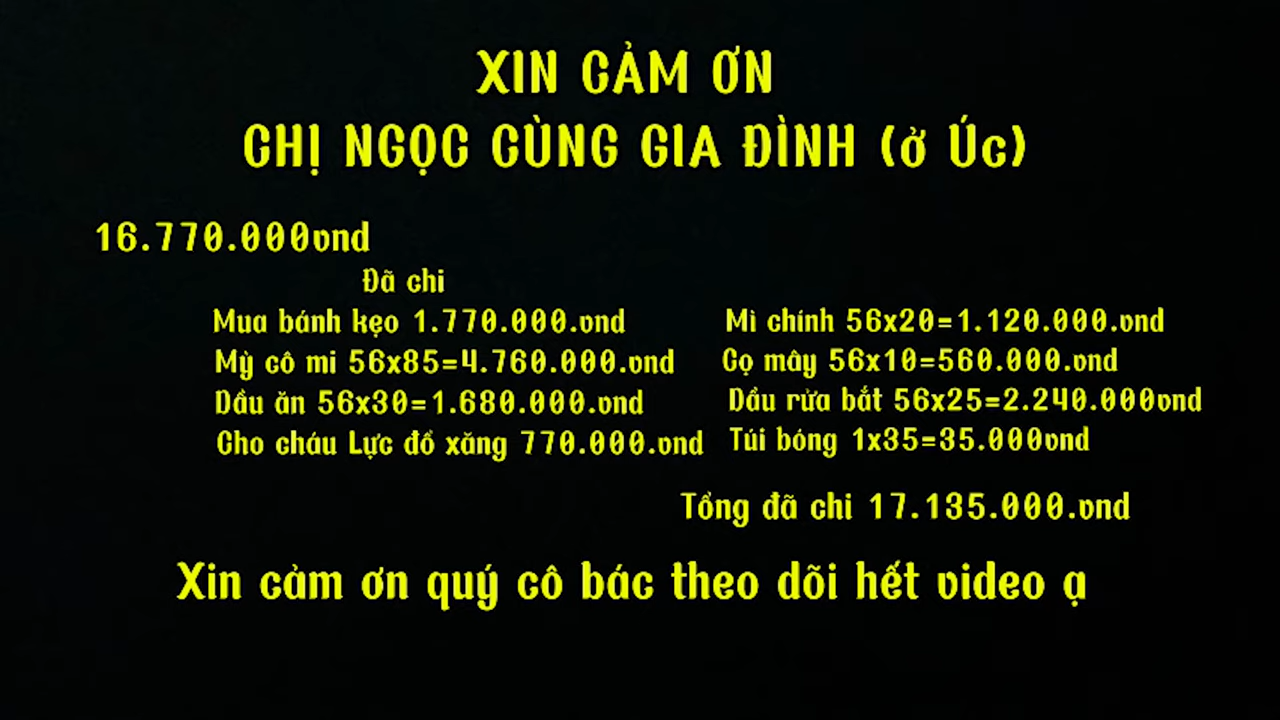 XIN CẢM ƠN
CHỊ NGỌC CÙNG GIA ĐÌNH (ở Úc)
16.770.000vnd
Đã chi
Mua bánh kẹo 1.770.000.vnd
Mỳ cô mi 56x85=4.760.000.vnd
Dầu ăn 56x30=1.680.000.vnd
Cho cháu Lực đổ xăng 770.000.vnd
Mì chính 56x20=1.120.000.vnd
Cọ mây 56x10=560.000.vnd
Dầu rửa bắt 56x25=2.240.000vnd
Túi bóng 1x35=35.000vnd
Tổng đã chi 17.135.000.vnd
Xin cảm ơn quý cô bác theo dõi hết video ạ